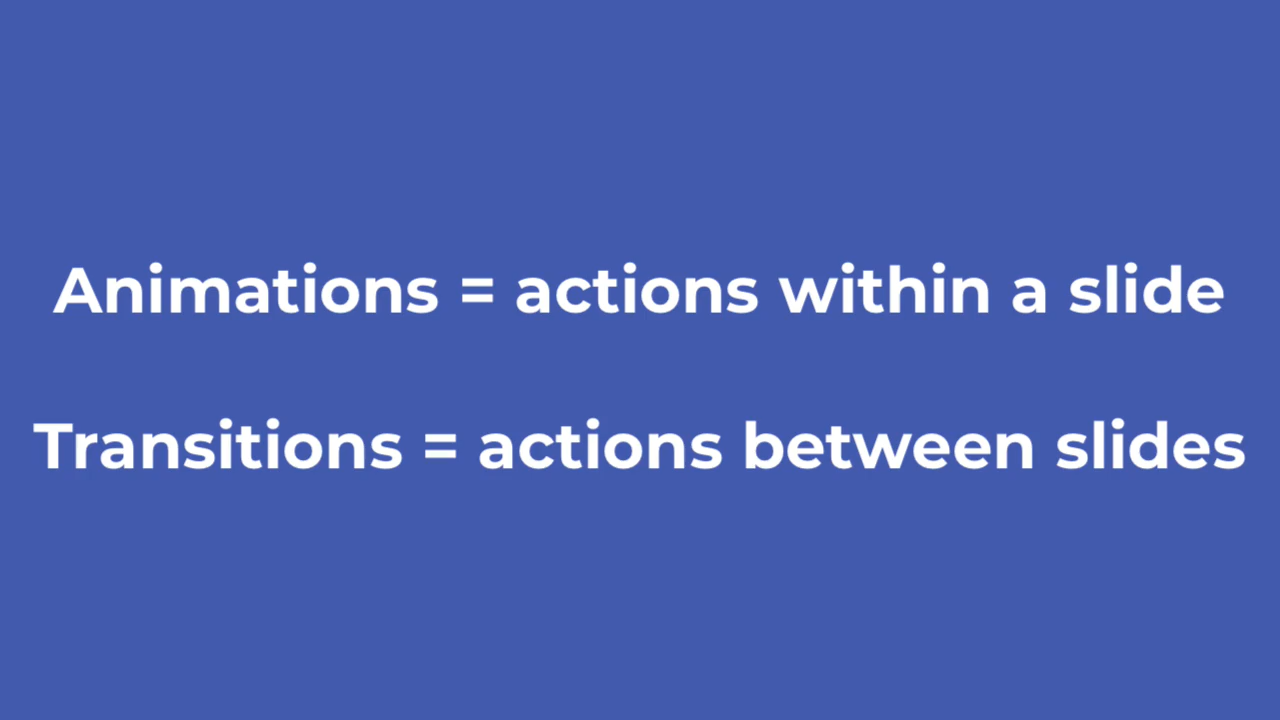 Animations = actions within a slide
Transitions = actions between slides